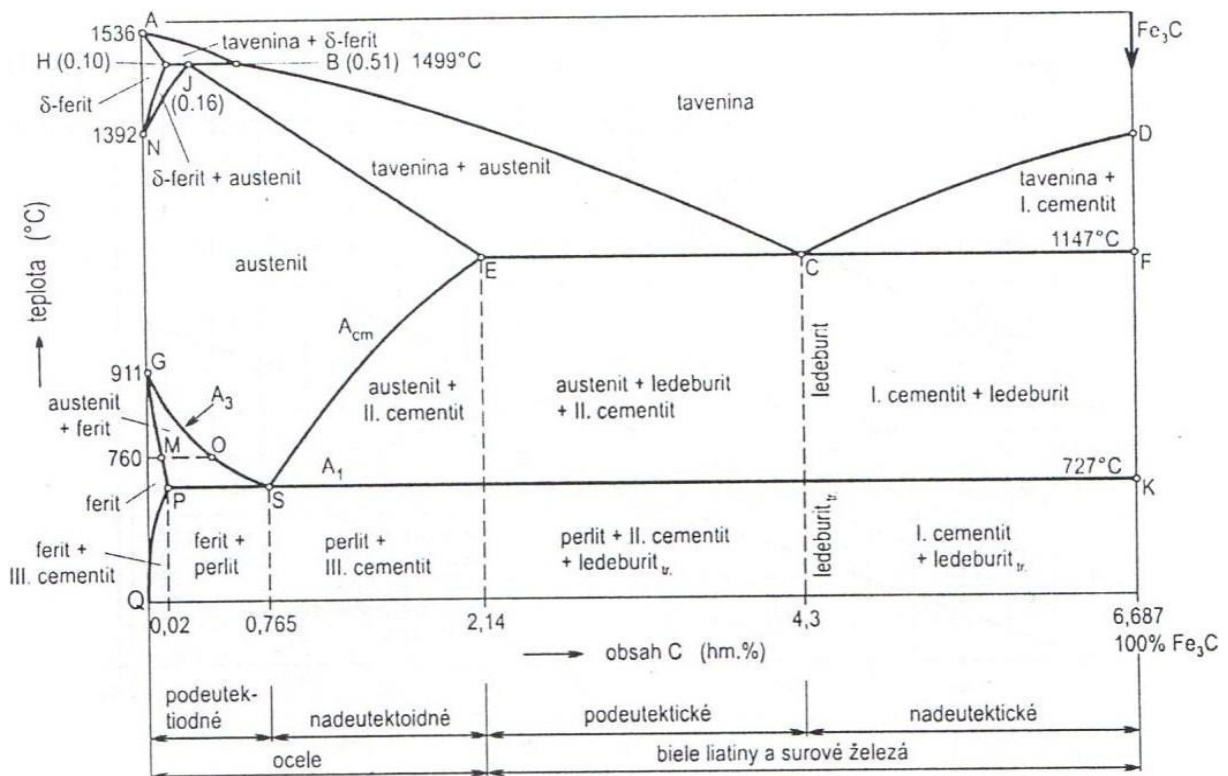 A
1536
tavenina + δ-ferit
Fe₃C
H (0.10)
B (0.51) 1499°C
J
(0.16)
δ-ferit
tavenina
1392
N
D
δ-ferit + austenit
tavenina + austenit
tavenina +
I. cementit
1147°C
E
C
F
austenit
teplota (°C)
A_cm
ledeburit
G
911
A₃
austenit
+ ferit
austenit +
II. cementit
austenit + ledeburit
+ II. cementit
I. cementit + ledeburit
M
O
760
A₁
727°C
ferit
P
S
K
ferit +
III. cementit
ferit +
perlit
perlit +
III. cementit
perlit + II. cementit
+ ledeburit_tr.
ledeburit_tr.
I. cementit
+ ledeburit_tr.
Q
0,02
0,765
2,14
4,3
6,687
obsah C (hm.%)
100% Fe₃C
podeutek-
tiodné
nadeutektoidné
podeutektické
nadeutektické
ocele
biele liatiny a surové železá